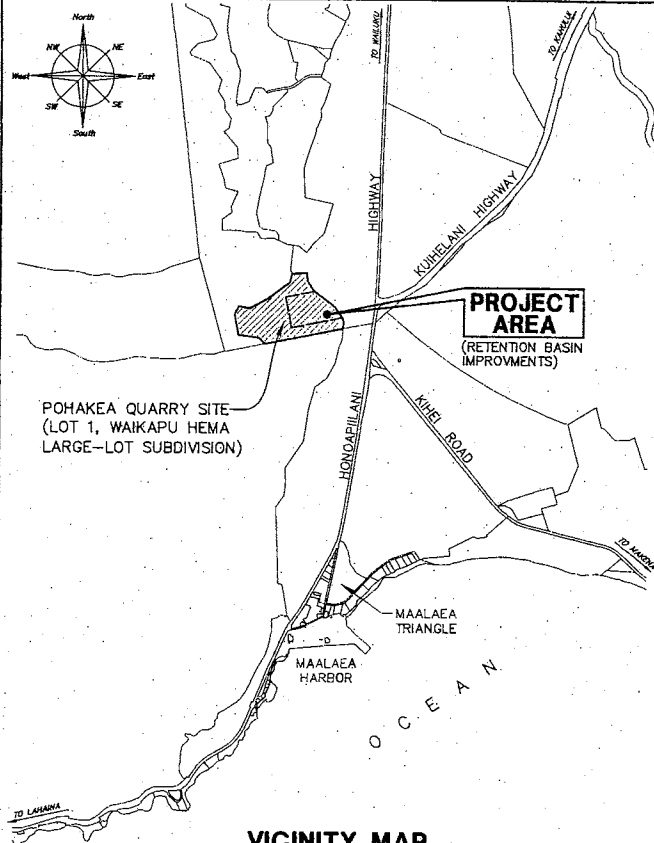 North
NW
NE
West
East
SW
SE
South
TO WAILUKU
TO KAHULUI
HIGHWAY
KUIHELANI HIGHWAY
PROJECT
AREA
(RETENTION BASIN
IMPROVMENTS)
POHAKEA QUARRY SITE
(LOT 1, WAIKAPU HEMA
LARGE-LOT SUBDIVISION)
HONOAPIILANI
KIHEI ROAD
TO MAKENA
MAALAEA
TRIANGLE
MAALAEA
HARBOR
OCEAN
TO LAHAINA
VICINITY MAP